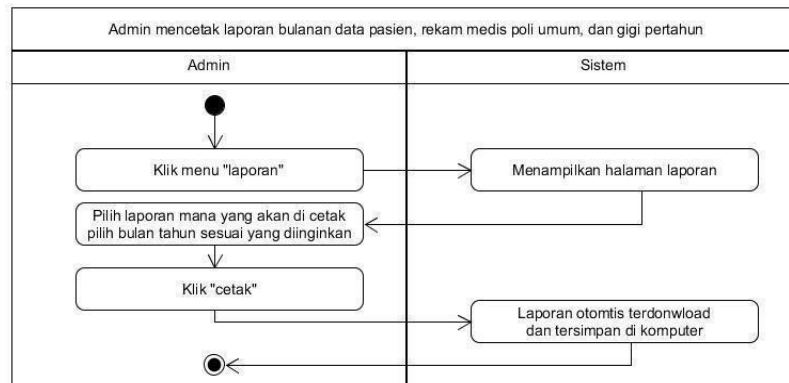 Admin mencetak laporan bulanan data pasien, rekam medis poli umum, dan gigi pertahun
Admin
Sistem
Klik menu "laporan"
Menampilkan halaman laporan
Pilih laporan mana yang akan di cetak
pilih bulan tahun sesuai yang diinginkan
Klik "cetak"
Laporan otomtis terdonwload
dan tersimpan di komputer